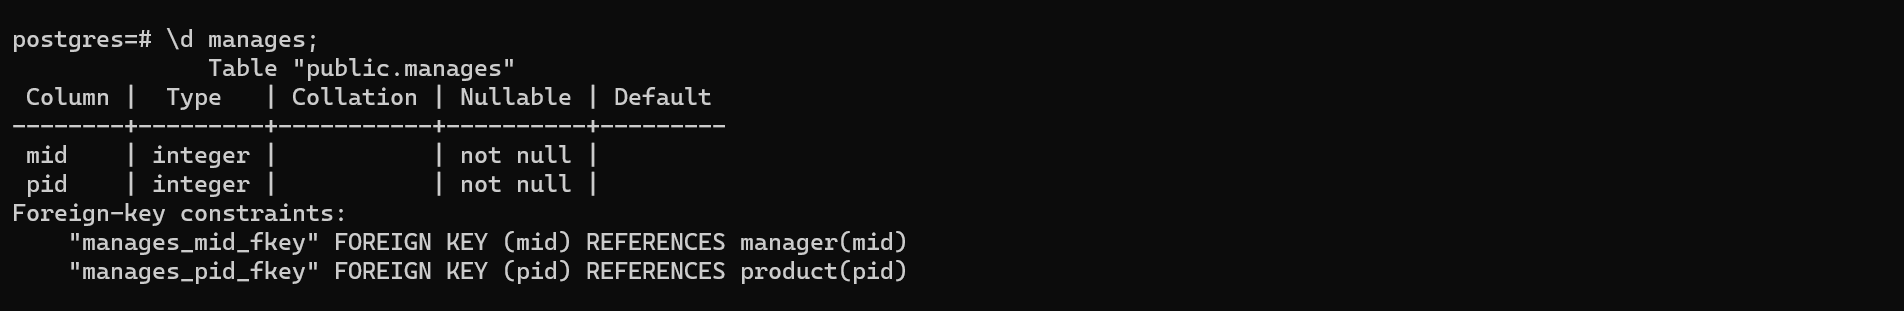 postgres=# \d manages;
              Table "public.manages"
 Column |  Type   | Collation | Nullable | Default
--------+---------+-----------+----------+---------
 mid    | integer |           | not null |
 pid    | integer |           | not null |
Foreign-key constraints:
    "manages_mid_fkey" FOREIGN KEY (mid) REFERENCES manager(mid)
    "manages_pid_fkey" FOREIGN KEY (pid) REFERENCES product(pid)